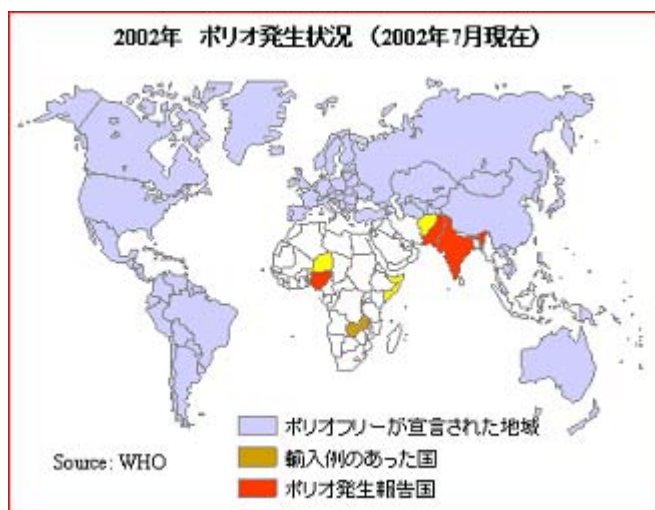 2002年 ポリオ発生状況 （2002年7月現在）
ポリオフリーが宣言された地域
輸入例のあった国
ポリオ発生報告国
Source: WHO